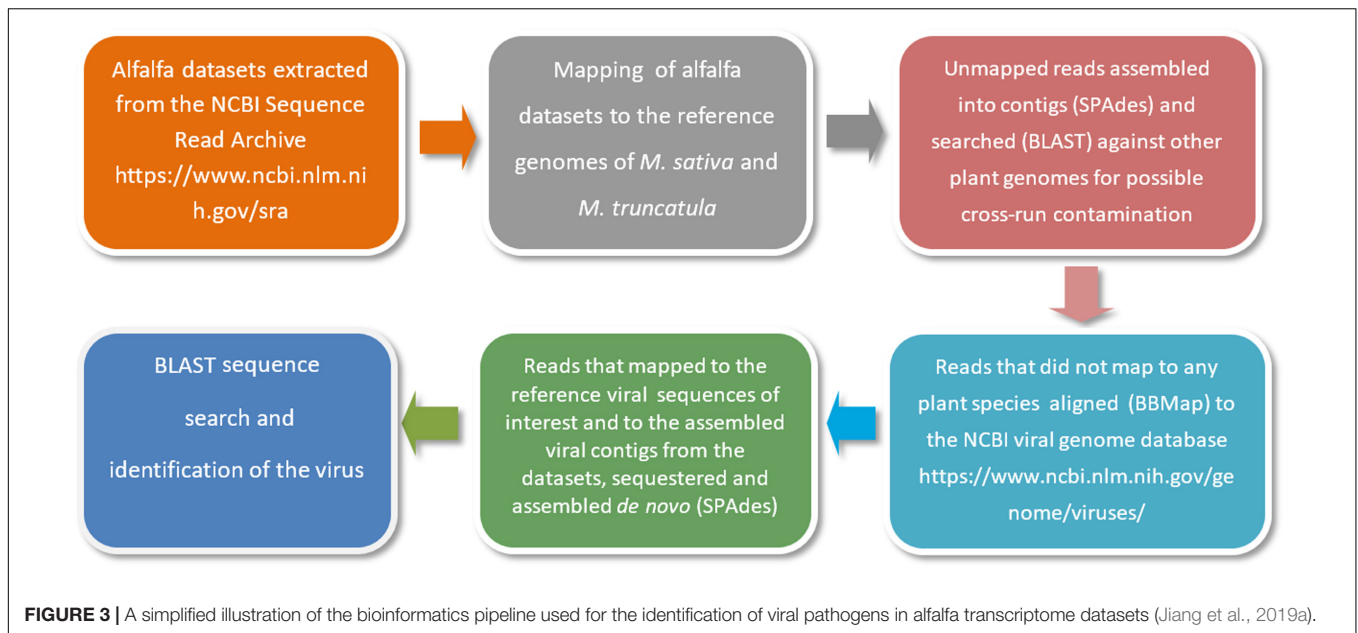 Alfalfa datasets extracted
from the NCBI Sequence
Read Archive
https://www.ncbi.nlm.ni
h.gov/sra
Mapping of alfalfa
datasets to the reference
genomes of M. sativa and
M. truncatula
Unmapped reads assembled
into contigs (SPAdes) and
searched (BLAST) against other
plant genomes for possible
cross-run contamination
Reads that did not map to any
plant species aligned (BBMap) to
the NCBI viral genome database
https://www.ncbi.nlm.nih.gov/ge
nome/viruses/
Reads that mapped to the
reference viral sequences of
interest and to the assembled
viral contigs from the
datasets, sequestered and
assembled de novo (SPAdes)
BLAST sequence
search and
identification of the virus
FIGURE 3 | A simplified illustration of the bioinformatics pipeline used for the identification of viral pathogens in alfalfa transcriptome datasets (Jiang et al., 2019a).